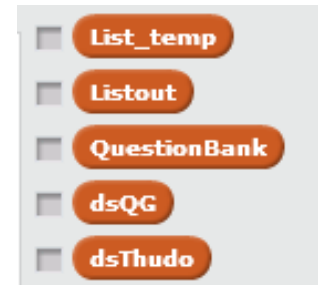 List_temp
Listout
QuestionBank
dsQG
dsThudo